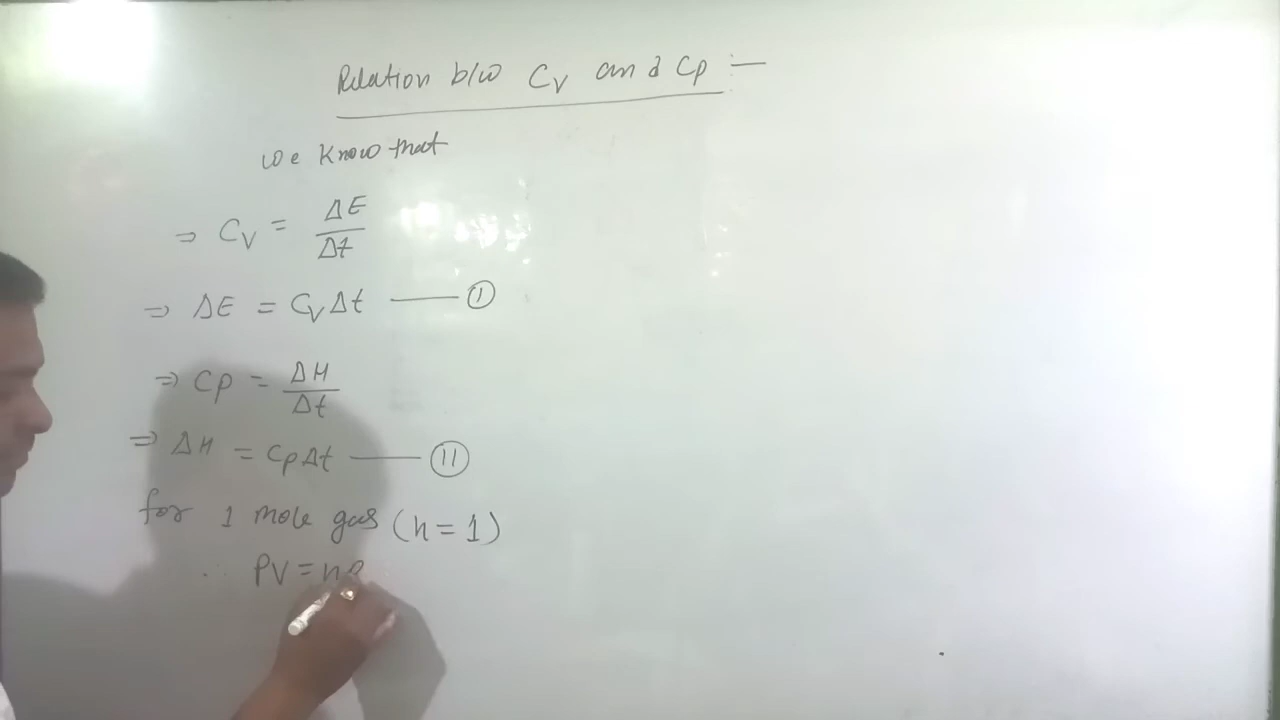 Relation b/w Cv and Cp :—
we know that
⇒ Cv = ΔE/Δt
⇒ ΔE = CvΔt —— I
⇒ Cp = ΔH/Δt
⇒ ΔH = CpΔt —— II
for 1 mole gas (n=1)
∴ PV = nR